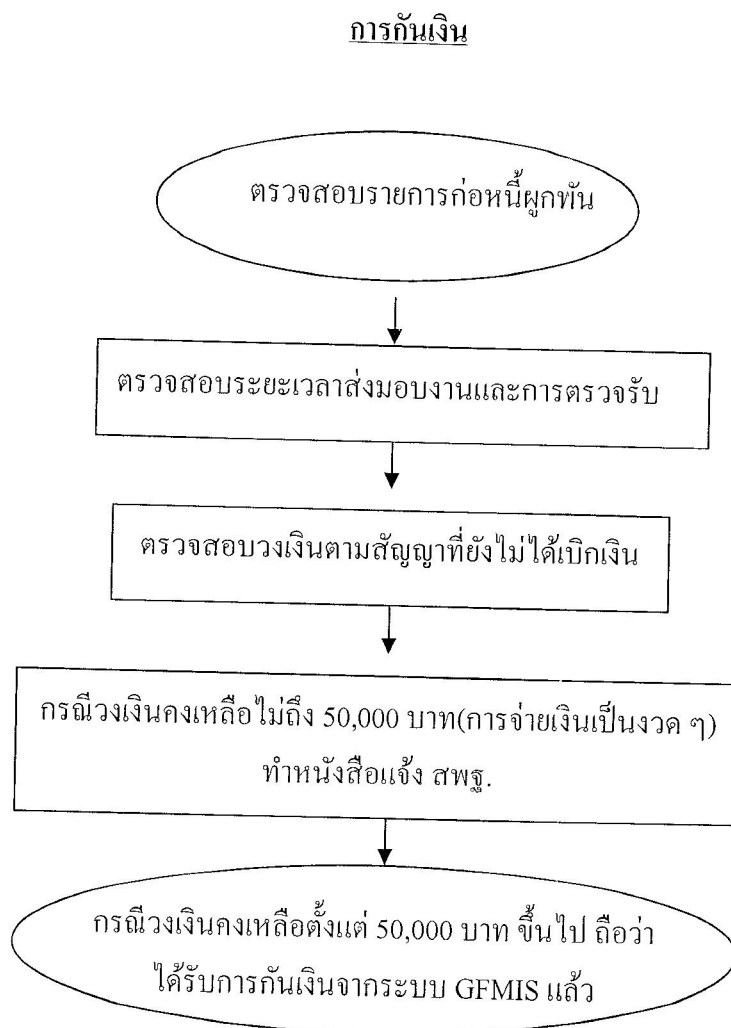 การกันเงิน
ตรวจสอบรายการก่อหนี้ผูกพัน
ตรวจสอบระยะเวลาส่งมอบงานและการตรวจรับ
ตรวจสอบวงเงินตามสัญญาที่ยังไม่ได้เบิกเงิน
กรณีวงเงินคงเหลือไม่ถึง 50,000 บาท(การจ่ายเงินเป็นงวด ๆ)
ทำหนังสือแจ้ง สพฐ.
กรณีวงเงินคงเหลือตั้งแต่ 50,000 บาท ขึ้นไป ถือว่า
ได้รับการกันเงินจากระบบ GFMIS แล้ว